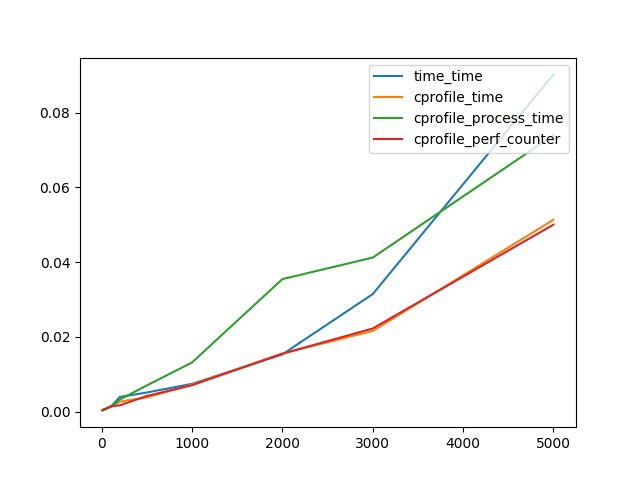 time_time
cprofile_time
cprofile_process_time
cprofile_perf_counter
0.08
0.06
0.04
0.02
0.00
0 1000 2000 3000 4000 5000